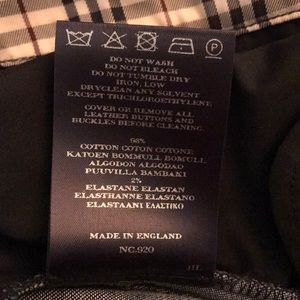 P
DO NOT WASH
DO NOT BLEACH
DO NOT TUMBLE DRY
IRON, LOW
DRYCLEAN ANY SOLVENT
EXCEPT TRICHLOROETHYLENE
COVER OR REMOVE ALL
LEATHER BUTTONS AND
BUCKLES BEFORE CLEANING
98%
COTTON COTON COTONE
KATOEN BOMMULL BOMULL
ALGODON ALGODAO
PUUVILLA BAMBAKI
2%
ELASTANE ELASTAN
ELASTHANNE ELASTANO
ELASTAANI ΕΛΑΣΤΙΚΟ
MADE IN ENGLAND
NC.920